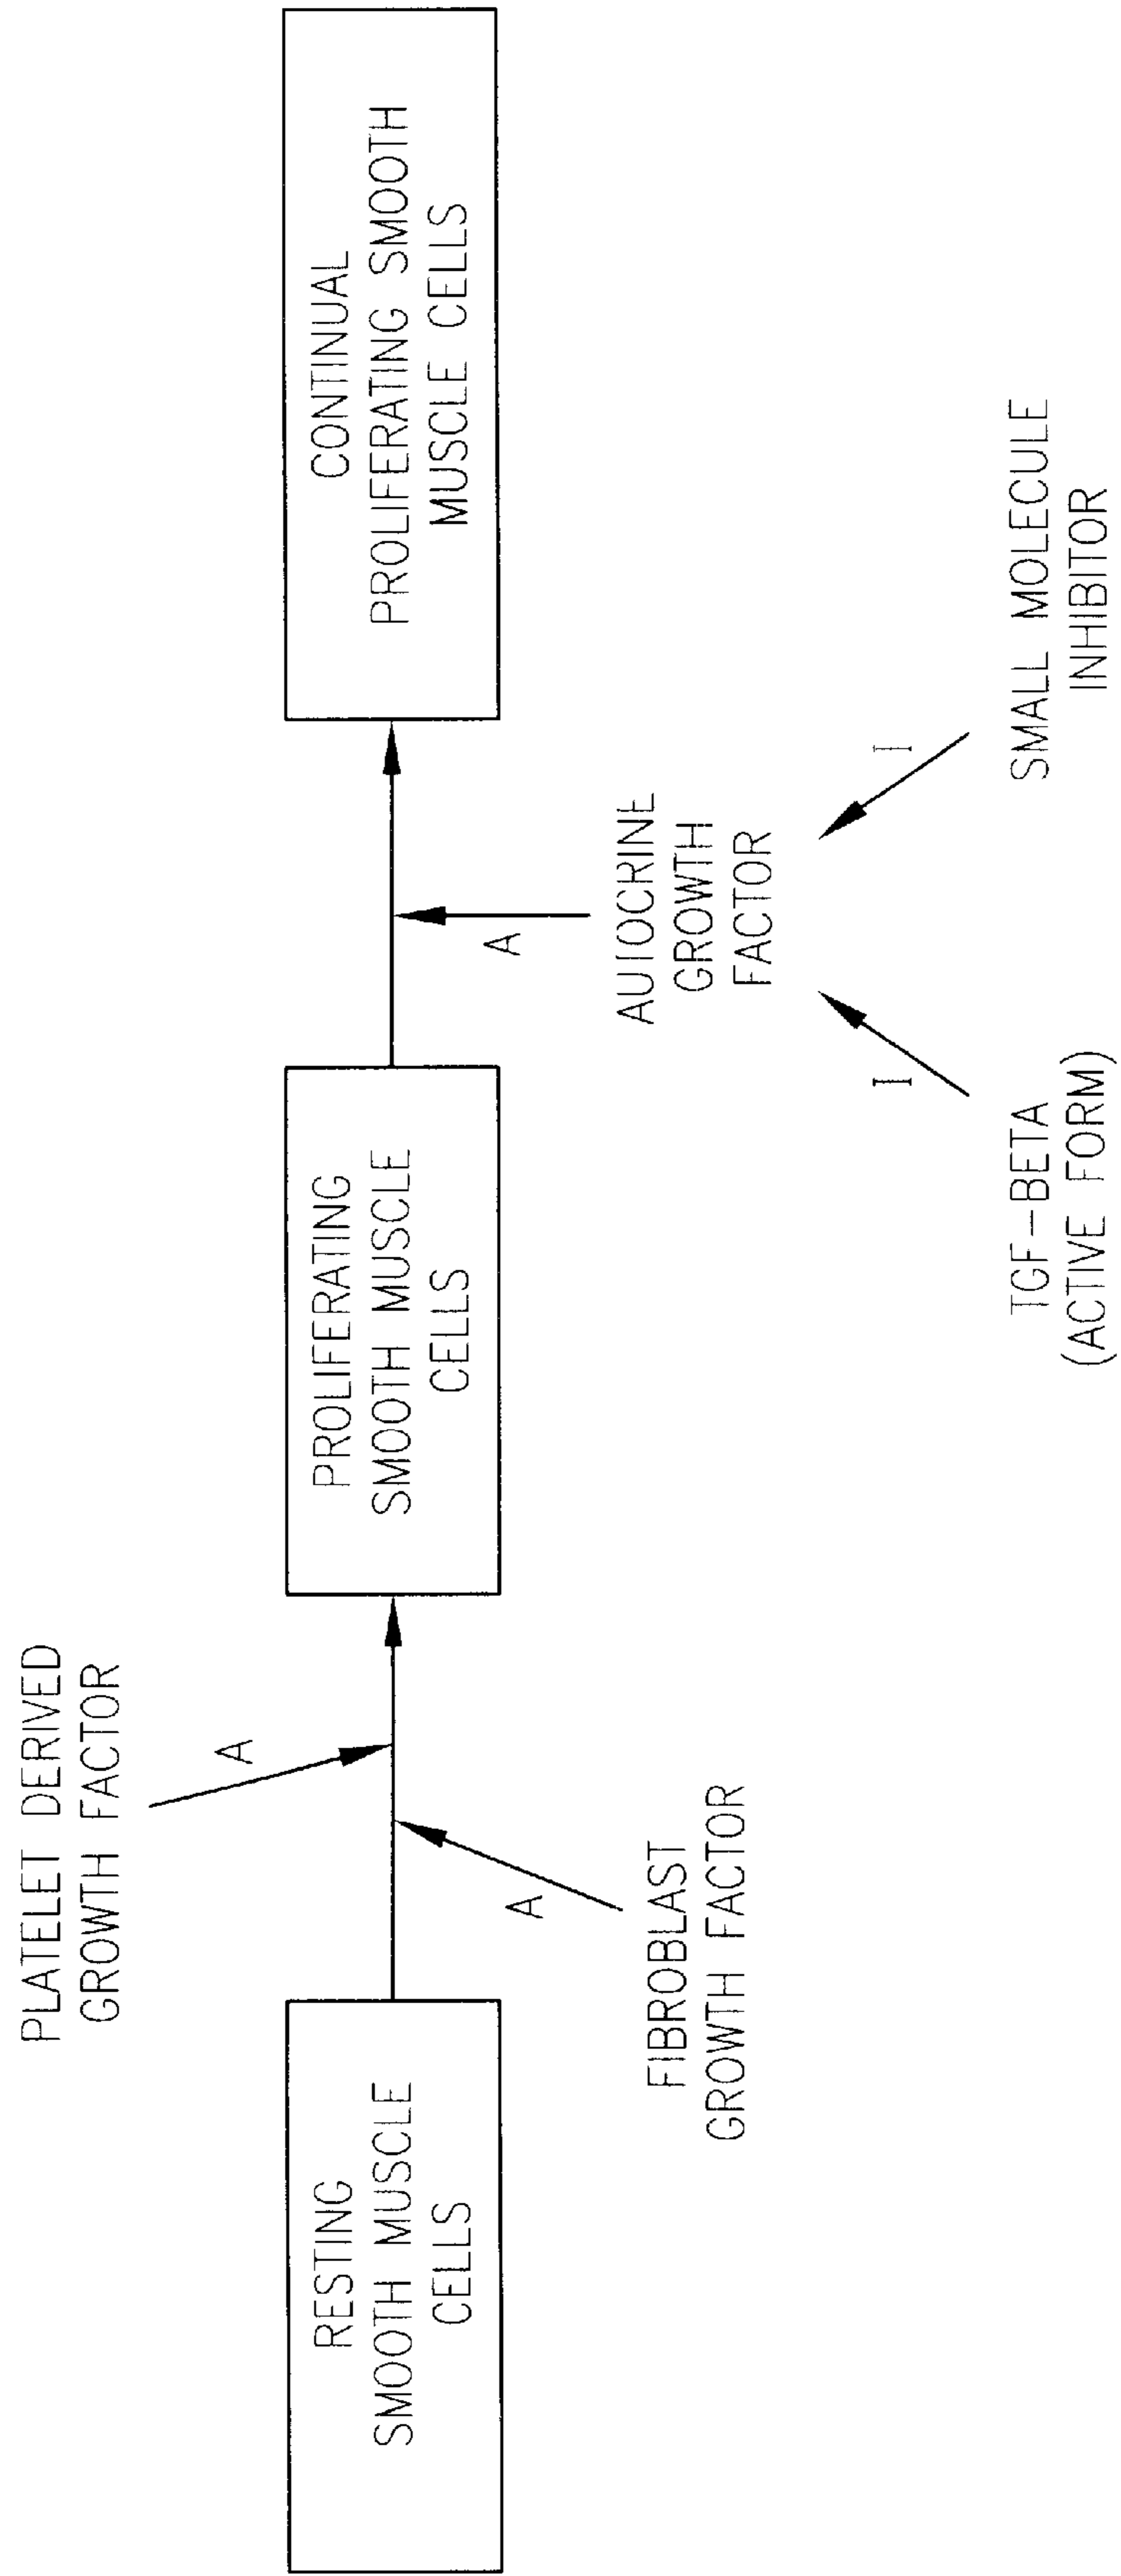 PLATELET DERIVED
GROWTH FACTOR
A
RESTING
SMOOTH MUSCLE
CELLS
PROLIFERATING
SMOOTH MUSCLE
CELLS
CONTINUAL
PROLIFERATING SMOOTH
MUSCLE CELLS
A
FIBROBLAST
GROWTH FACTOR
A
AUTOCRINE
GROWTH
FACTOR
I
I
TGF-BETA
(ACTIVE FORM)
SMALL MOLECULE
INHIBITOR